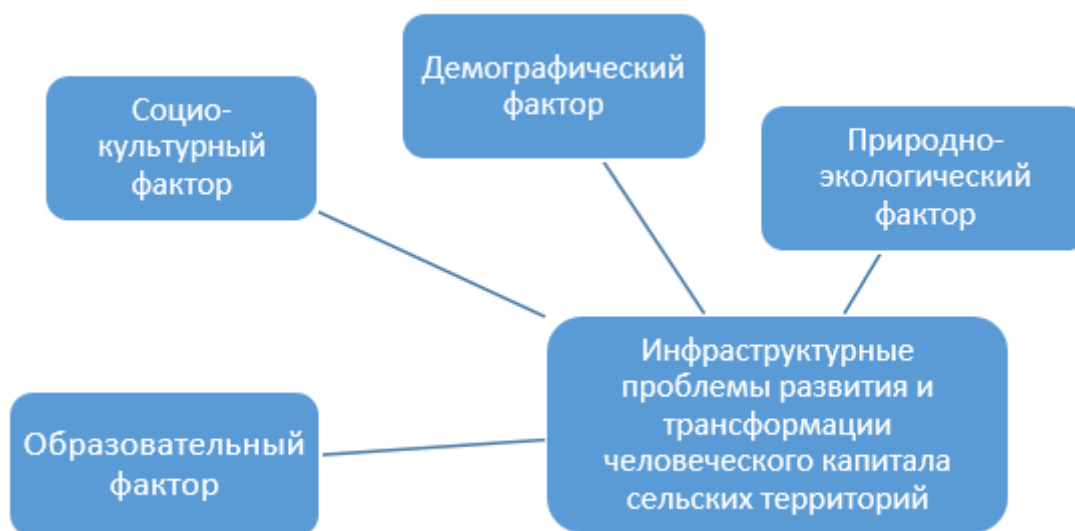 Социо-
культурный
фактор
Демографический
фактор
Природно-
экологический
фактор
Образовательный
фактор
Инфраструктурные
проблемы развития и
трансформации
человеческого капитала
сельских территорий